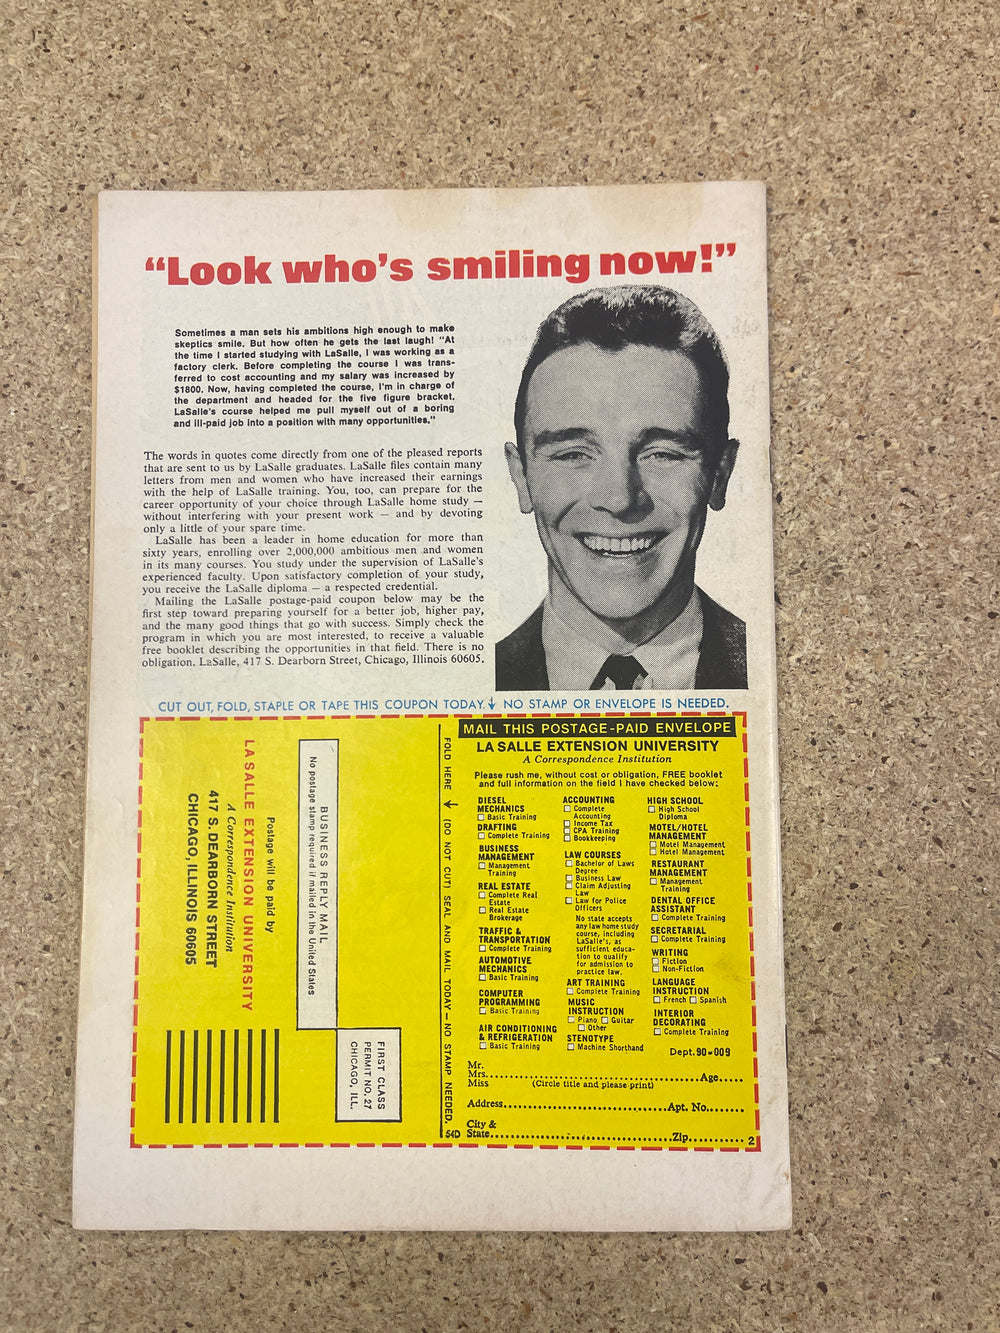 “Look who's smiling now!”
Sometimes a man sets his ambitions high enough to make
skeptics smile. But how often he gets the last laugh! "At
the time I started studying with LaSalle, I was working as a
factory clerk. Before completing the course I was trans-
ferred to cost accounting and my salary was increased by
$1800. Now, having completed the course, I'm in charge of
the department and headed for the five figure bracket.
LaSalle's course helped me pull myself out of a boring
and ill-paid job into a position with many opportunities."
The words in quotes come directly from one of the pleased reports
that are sent to us by LaSalle graduates. LaSalle files contain many
letters from men and women who have increased their earnings
with the help of LaSalle training. You, too, can prepare for the
career opportunity of your choice through LaSalle home study —
without interfering with your present work — and by devoting
only a little of your spare time.
LaSalle has been a leader in home education for more than
sixty years, enrolling over 2,000,000 ambitious men and women
in its many courses. You study under the supervision of LaSalle's
experienced faculty. Upon satisfactory completion of your study,
you receive the LaSalle diploma — a respected credential.
Mailing the LaSalle postage-paid coupon below may be the
first step toward preparing yourself for a better job, higher pay,
and the many good things that go with success. Simply check the
program in which you are most interested, to receive a valuable
free booklet describing the opportunities in that field. There is no
obligation. LaSalle, 417 S. Dearborn Street, Chicago, Illinois 60605.
CUT OUT, FOLD, STAPLE OR TAPE THIS COUPON TODAY. ↓ NO STAMP OR ENVELOPE IS NEEDED.
BUSINESS REPLY MAIL
No postage stamp required if mailed in the United States
FIRST CLASS
PERMIT NO. 27
CHICAGO, ILL.
Postage will be paid by
LA SALLE EXTENSION UNIVERSITY
A Correspondence Institution
417 S. DEARBORN STREET
CHICAGO, ILLINOIS 60605
FOLD HERE ↓ (DO NOT CUT) SEAL AND MAIL TODAY — NO STAMP NEEDED.
54D
MAIL THIS POSTAGE-PAID ENVELOPE
LA SALLE EXTENSION UNIVERSITY
A Correspondence Institution
Please rush me, without cost or obligation, FREE booklet
and full information on the field I have checked below:
DIESEL
MECHANICS
☐ Basic Training
DRAFTING
☐ Complete Training
BUSINESS
MANAGEMENT
☐ Management
Training
REAL ESTATE
☐ Complete Real
Estate
☐ Real Estate
Brokerage
TRAFFIC &
TRANSPORTATION
☐ Complete Training
AUTOMOTIVE
MECHANICS
☐ Basic Training
COMPUTER
PROGRAMMING
☐ Basic Training
AIR CONDITIONING
& REFRIGERATION
☐ Basic Training
ACCOUNTING
☐ Complete
Accounting
☐ Income Tax
☐ CPA Training
☐ Bookkeeping
LAW COURSES
☐ Bachelor of Laws
Degree
☐ Business Law
☐ Claim Adjusting
Law
☐ Law for Police
Officers
No state accepts
any law home study
course, including
LaSalle's, as
sufficient educa-
tion to qualify
for admission to
practice law.
ART TRAINING
☐ Complete Training
MUSIC
INSTRUCTION
☐ Piano ☐ Guitar
☐ Other
STENOTYPE
☐ Machine Shorthand
HIGH SCHOOL
☐ High School
Diploma
MOTEL/HOTEL
MANAGEMENT
☐ Motel Management
☐ Hotel Management
RESTAURANT
MANAGEMENT
☐ Management
Training
DENTAL OFFICE
ASSISTANT
☐ Complete Training
SECRETARIAL
☐ Complete Training
WRITING
☐ Fiction
☐ Non-Fiction
LANGUAGE
INSTRUCTION
☐ French ☐ Spanish
INTERIOR
DECORATING
☐ Complete Training
Dept. 90-009
Mr.
Mrs.
Miss (Circle title and please print) Age
Address Apt. No.
City &
State Zip 2